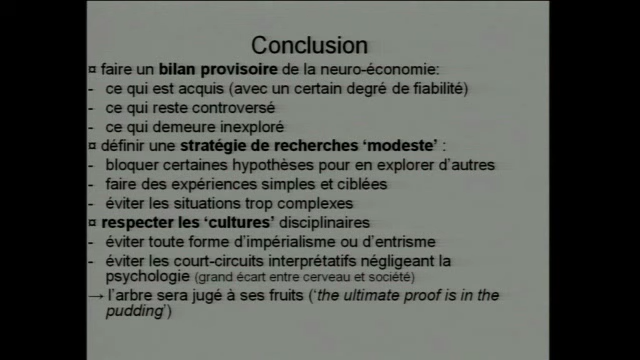 Conclusion
¤ faire un bilan provisoire de la neuro-économie:
- ce qui est acquis (avec un certain degré de fiabilité)
- ce qui reste controversé
- ce qui demeure inexploré
¤ définir une stratégie de recherches ‘modeste’ :
- bloquer certaines hypothèses pour en explorer d’autres
- faire des expériences simples et ciblées
- éviter les situations trop complexes
¤ respecter les ‘cultures’ disciplinaires
- éviter toute forme d’impérialisme ou d’entrisme
- éviter les court-circuits interprétatifs négligeant la
psychologie (grand écart entre cerveau et société)
→ l’arbre sera jugé à ses fruits (‘the ultimate proof is in the
pudding’)